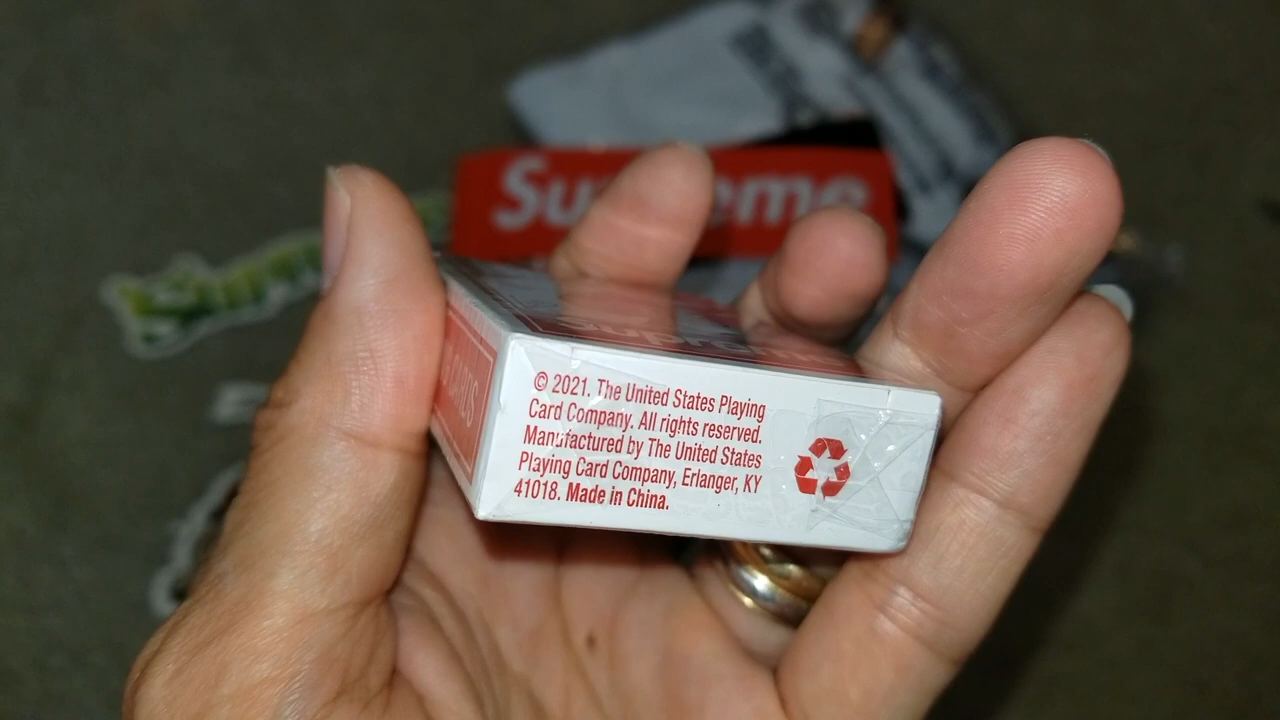 Supreme
Supreme
© 2021. The United States Playing
Card Company. All rights reserved.
Manufactured by The United States
Playing Card Company, Erlanger, KY
41018. Made in China.